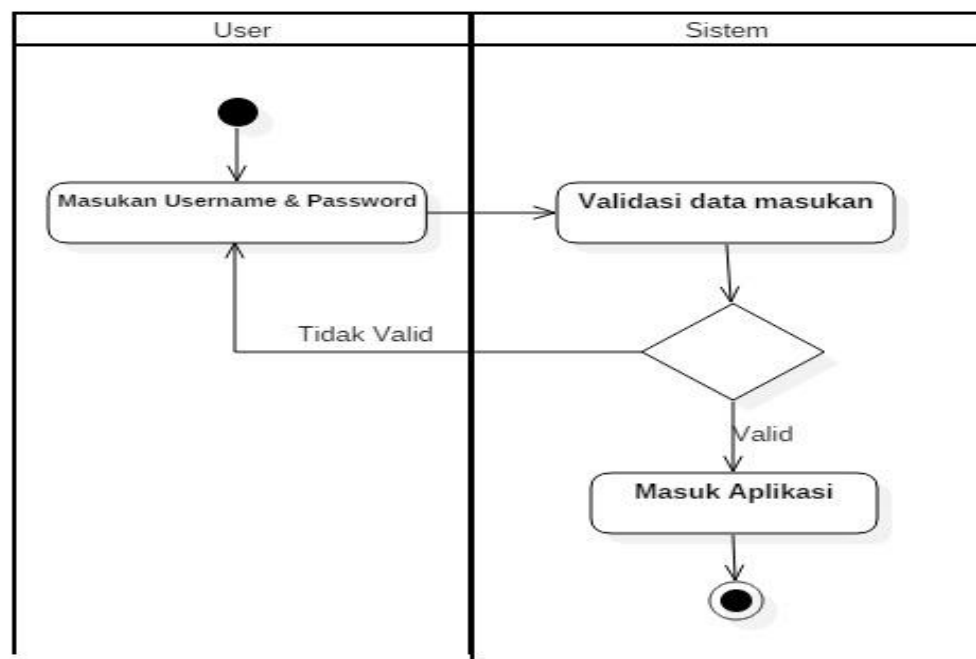 User
Sistem
Masukan Username & Password
Validasi data masukan
Tidak Valid
Valid
Masuk Aplikasi